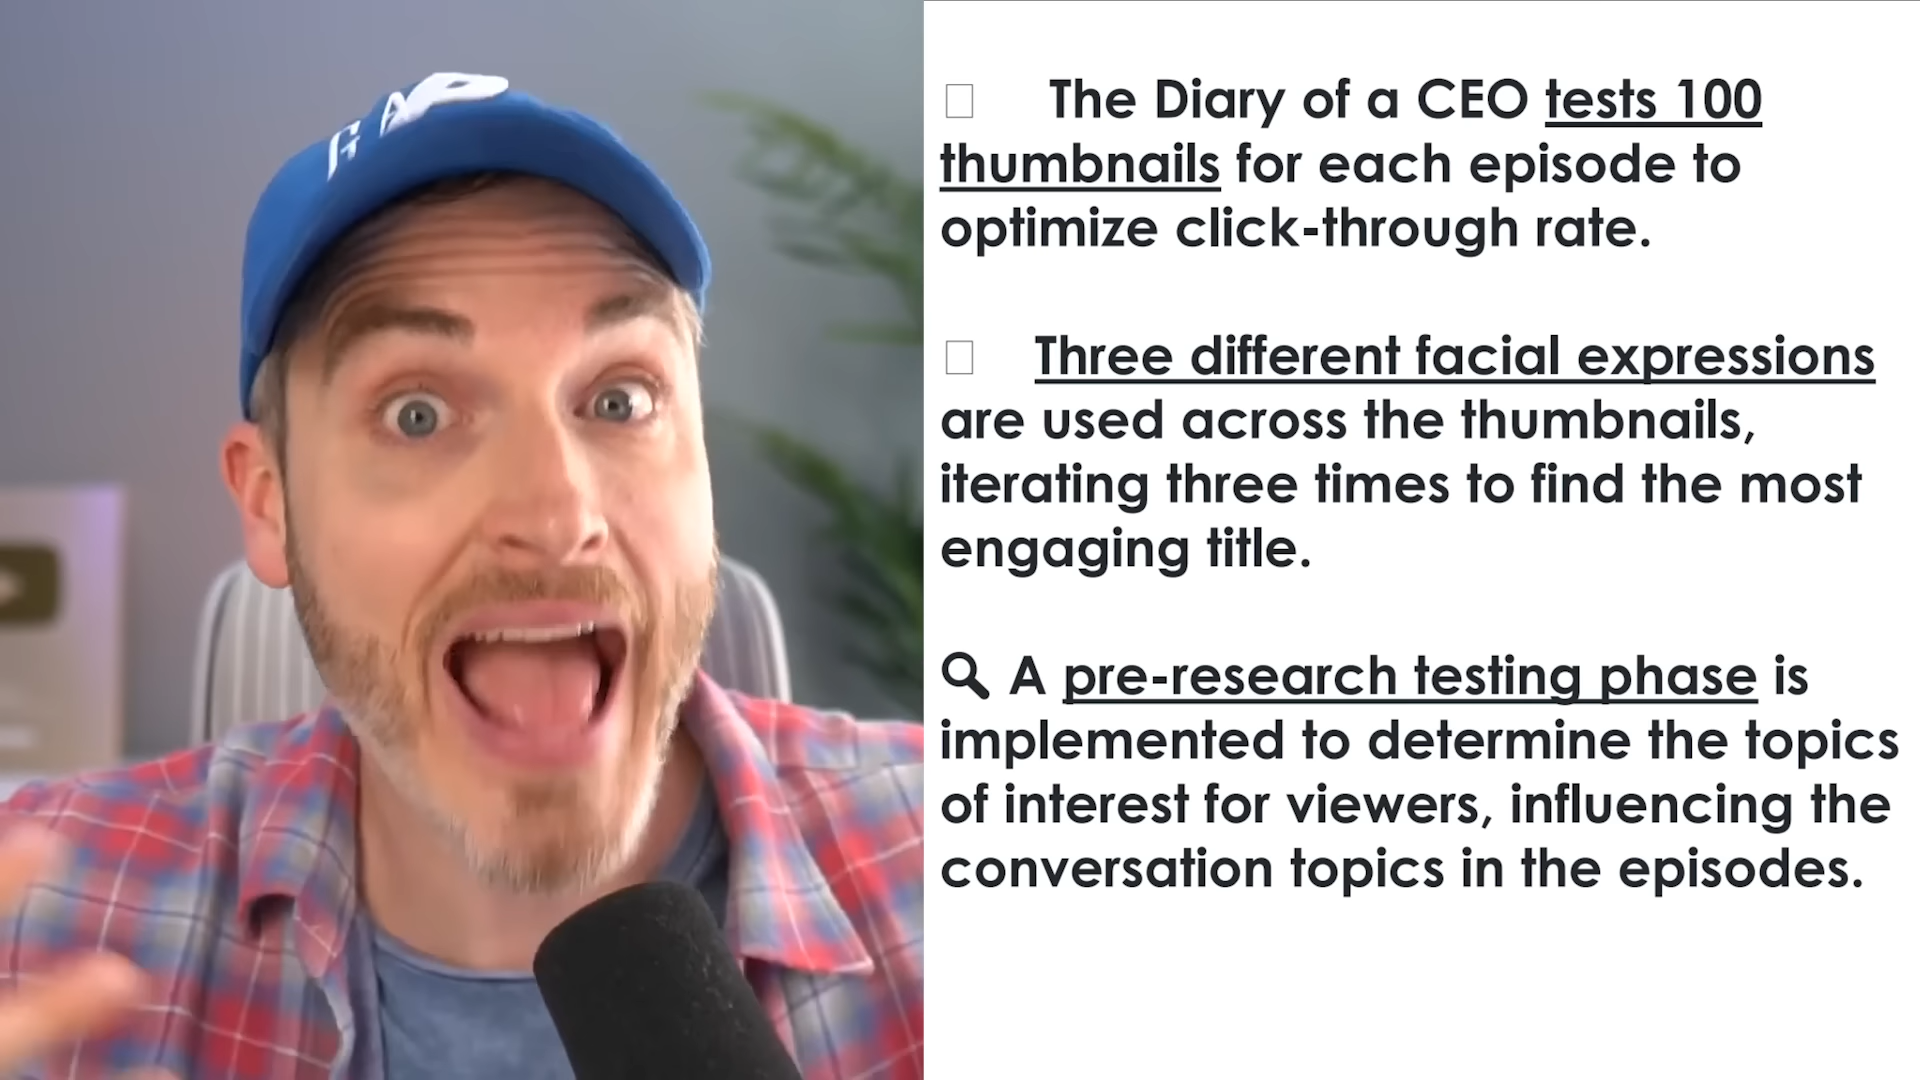 The Diary of a CEO tests 100
thumbnails for each episode to
optimize click-through rate.
Three different facial expressions
are used across the thumbnails,
iterating three times to find the most
engaging title.
A pre-research testing phase is
implemented to determine the topics
of interest for viewers, influencing the
conversation topics in the episodes.